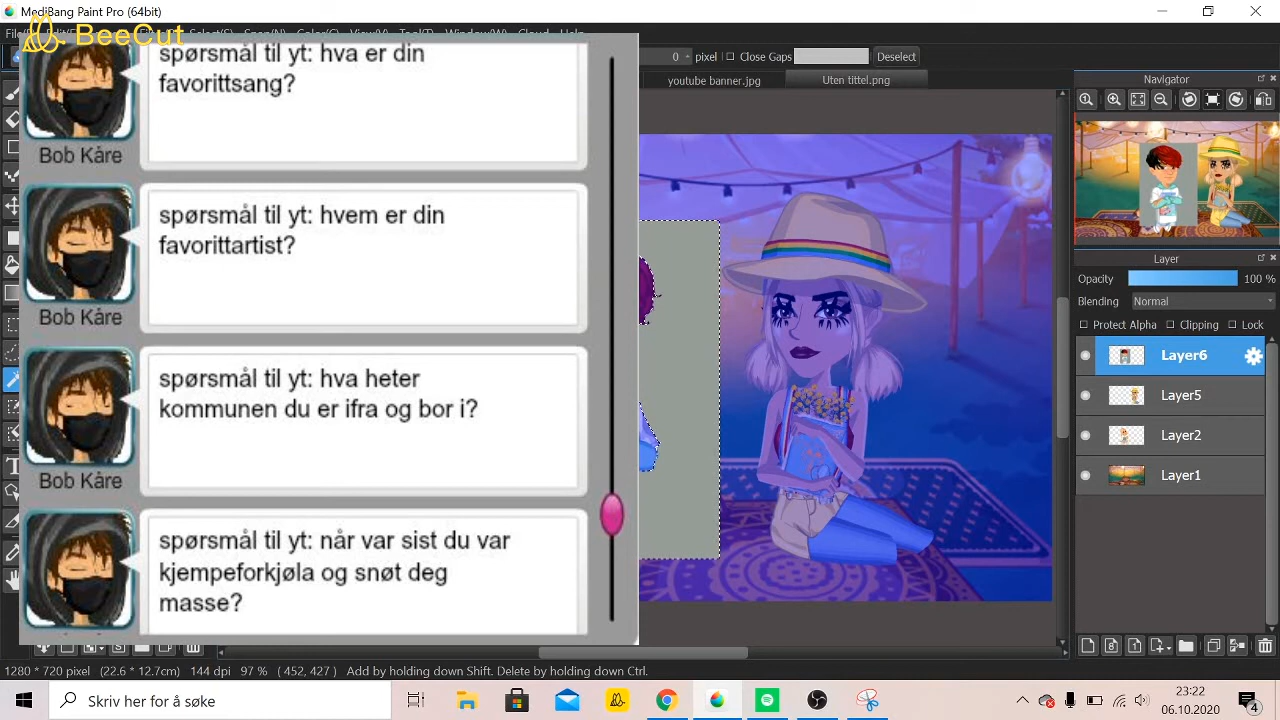 MediBang Paint Pro (64bit)
BeeCut
spørsmål til yt: hva er din
favorittsang?
Bob Kåre
spørsmål til yt: hvem er din
favorittartist?
Bob Kåre
spørsmål til yt: hva heter
kommunen du er ifra og bor i?
Bob Kåre
spørsmål til yt: når var sist du var
kjempeforkjøla og snøt deg
masse?
0 pixel Close Gaps Deselect
youtube banner.jpg Uten tittel.png
Navigator
Layer
Opacity 100 %
Blending Normal
Protect Alpha Clipping Lock
Layer6
Layer5
Layer2
Layer1
1280 * 720 pixel (22.6 * 12.7cm) 144 dpi 97 % ( 452, 427 ) Add by holding down Shift. Delete by holding down Ctrl.
Skriv her for å søke
23:22
06.10.2020
4